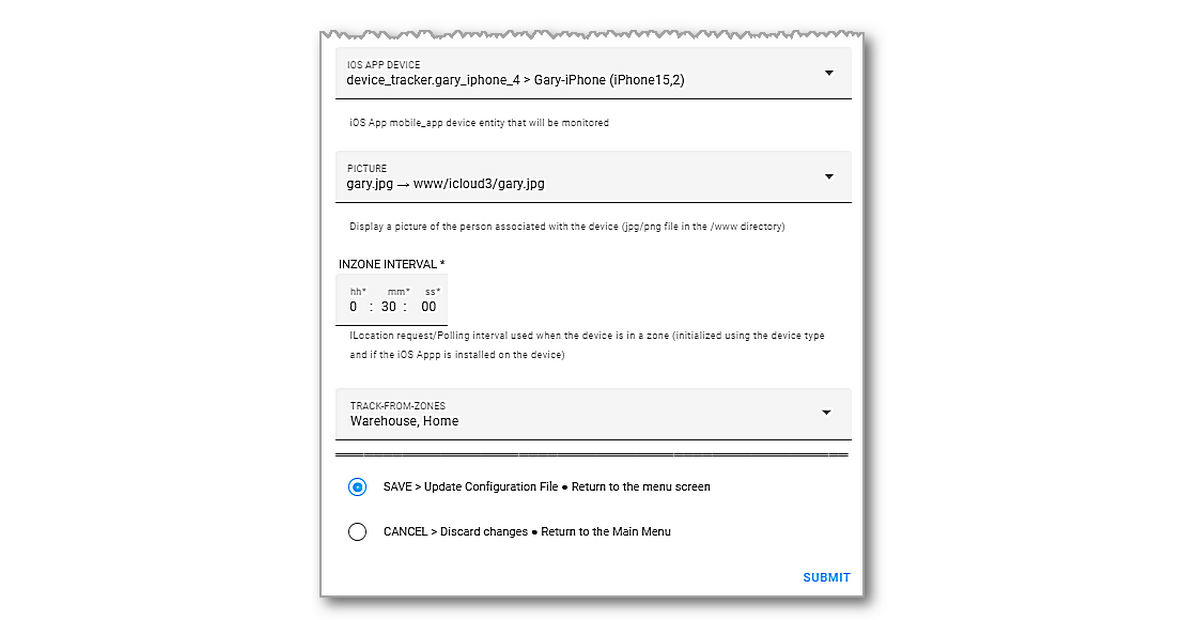 IOS APP DEVICE
device_tracker.gary_iphone_4 > Gary-iPhone (iPhone15,2)
iOS App mobile_app device entity that will be monitored
PICTURE
gary.jpg → www/icloud3/gary.jpg
Display a picture of the person associated with the device (jpg/png file in the /www directory)
INZONE INTERVAL *
hh* mm* ss*
0 : 30 : 00
ILocation request/Polling interval used when the device is in a zone (initialized using the device type
and if the iOS Appp is installed on the device)
TRACK-FROM-ZONES
Warehouse, Home
SAVE > Update Configuration File ● Return to the menu screen
CANCEL > Discard changes ● Return to the Main Menu
SUBMIT